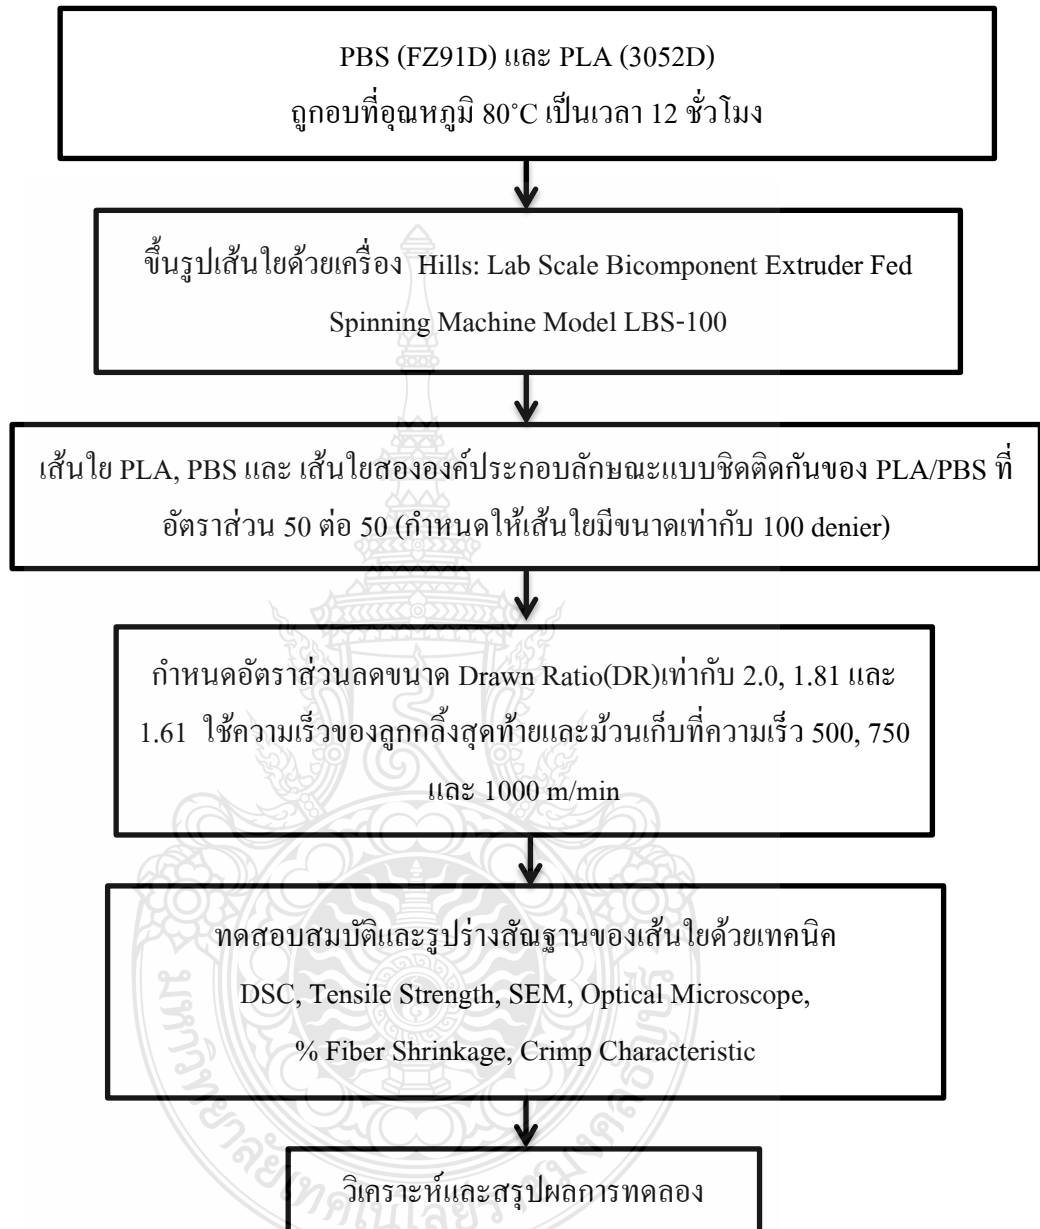 PBS (FZ91D) และ PLA (3052D)
ถูกอบที่อุณหภูมิ 80˚C เป็นเวลา 12 ชั่วโมง
ขึ้นรูปเส้นใยด้วยเครื่อง Hills: Lab Scale Bicomponent Extruder Fed
Spinning Machine Model LBS-100
เส้นใย PLA, PBS และ เส้นใยสององค์ประกอบลักษณะแบบชิดติดกันของ PLA/PBS ที่
อัตราส่วน 50 ต่อ 50 (กำหนดให้เส้นใยมีขนาดเท่ากับ 100 denier)
กำหนดอัตราส่วนลดขนาด Drawn Ratio(DR)เท่ากับ 2.0, 1.81 และ
1.61 ใช้ความเร็วของลูกกลิ้งสุดท้ายและม้วนเก็บที่ความเร็ว 500, 750
และ 1000 m/min
ทดสอบสมบัติและรูปร่างสัณฐานของเส้นใยด้วยเทคนิค
DSC, Tensile Strength, SEM, Optical Microscope,
% Fiber Shrinkage, Crimp Characteristic
วิเคราะห์และสรุปผลการทดลอง